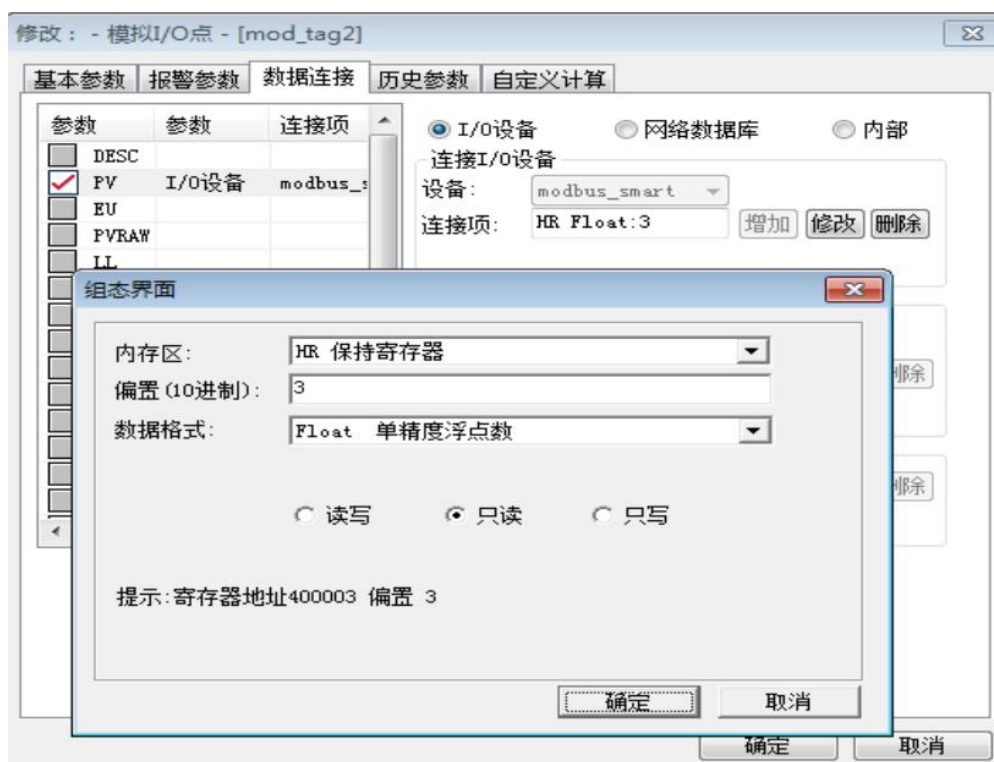 修改： - 模拟I/O点 - [mod_tag2]
基本参数 报警参数 数据连接 历史参数 自定义计算
参数 参数 连接项
DESC
PV I/O设备 modbus_s
EU
PVRAW
LL
I/O设备 网络数据库 内部
连接I/O设备
设备: modbus_smart
连接项: HR Float:3 增加 修改 删除
组态界面
内存区: HR 保持寄存器
偏置(10进制): 3
数据格式: Float 单精度浮点数
读写 只读 只写
提示:寄存器地址400003 偏置 3
确定 取消
删除
删除
确定 取消